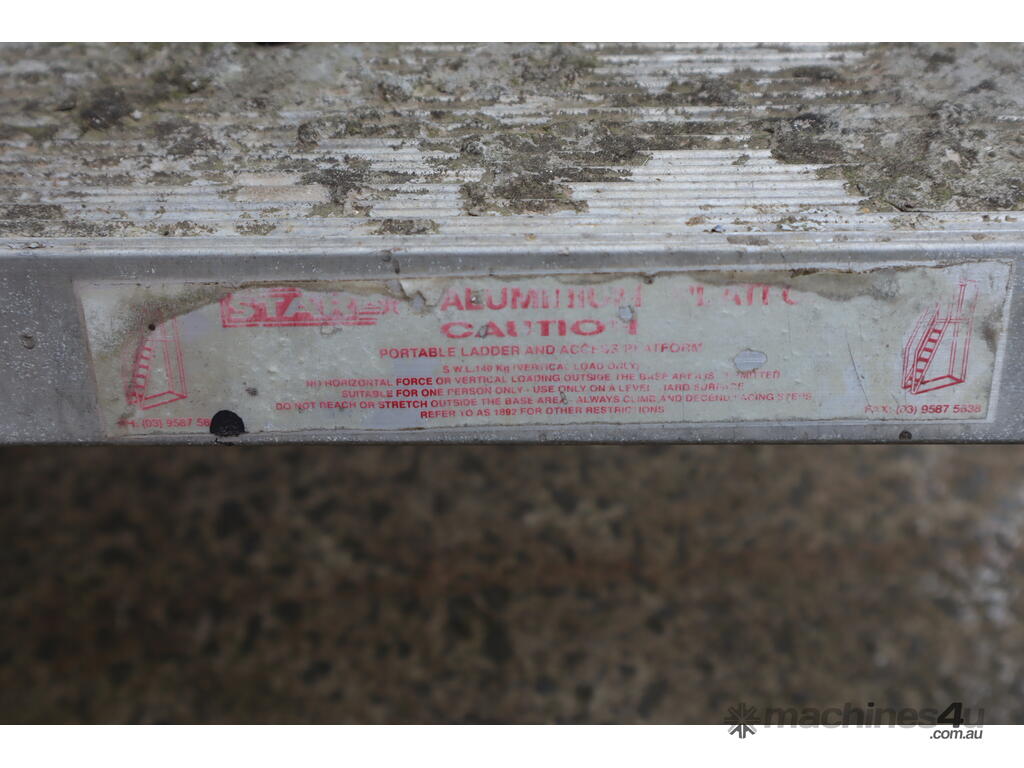 ALUMINIUM
CAUTION
PORTABLE LADDER AND ACCESS PLATFORM
S.W.L. 140 Kg (VERTICAL LOAD ONLY)
NO HORIZONTAL FORCE OR VERTICAL LOADING OUTSIDE THE BASE AREA IS PERMITTED
SUITABLE FOR ONE PERSON ONLY - USE ONLY ON A LEVEL HARD SURFACE
DO NOT REACH OR STRETCH OUTSIDE THE BASE AREA - ALWAYS CLIMB AND DECEND FACING STEPS
REFER TO AS 1892 FOR OTHER RESTRICTIONS
PH: (03) 9587 56
FAX: (03) 9587 5638
machines4u
.com.au